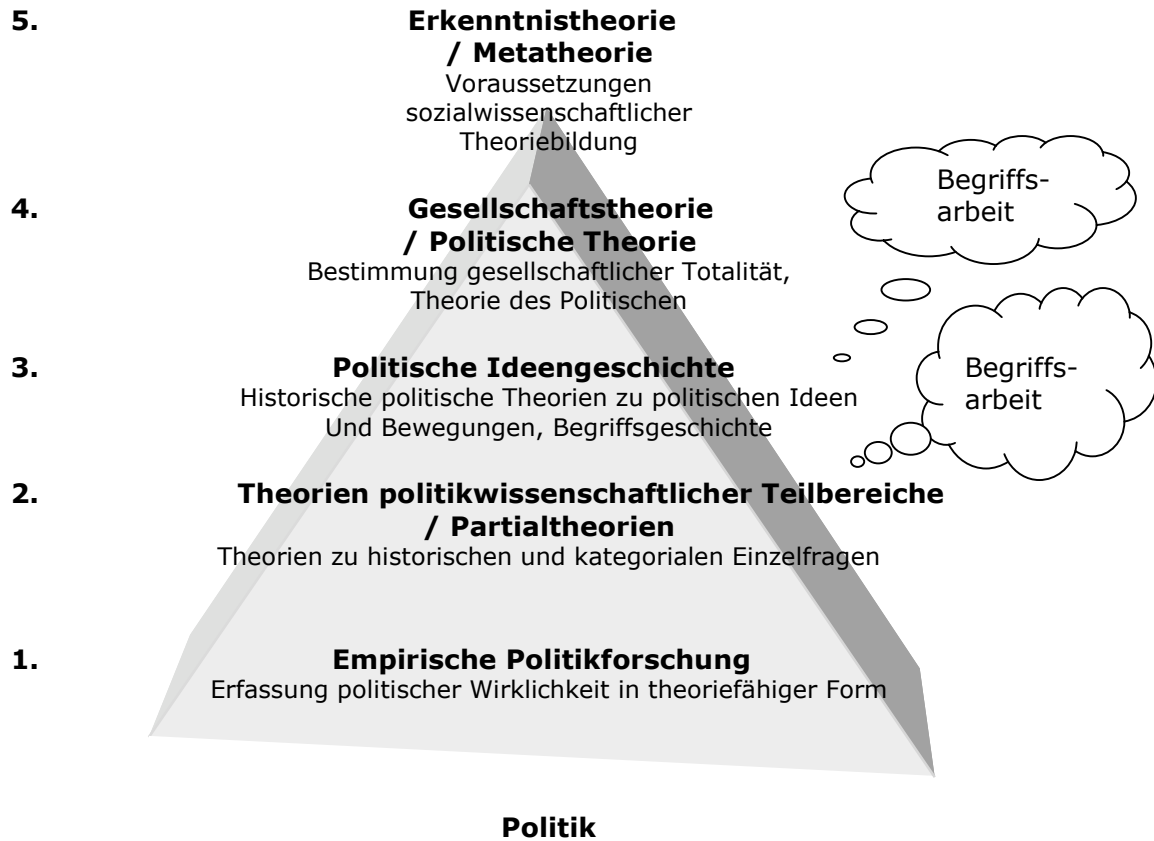 5. Erkenntnistheorie
/ Metatheorie
Voraussetzungen
sozialwissenschaftlicher
Theoriebildung
Begriffs-
arbeit
4. Gesellschaftstheorie
/ Politische Theorie
Bestimmung gesellschaftlicher Totalität,
Theorie des Politischen
3. Politische Ideengeschichte
Historische politische Theorien zu politischen Ideen
Und Bewegungen, Begriffsgeschichte
Begriffs-
arbeit
2. Theorien politikwissenschaftlicher Teilbereiche
/ Partialtheorien
Theorien zu historischen und kategorialen Einzelfragen
1. Empirische Politikforschung
Erfassung politischer Wirklichkeit in theoriefähiger Form
Politik